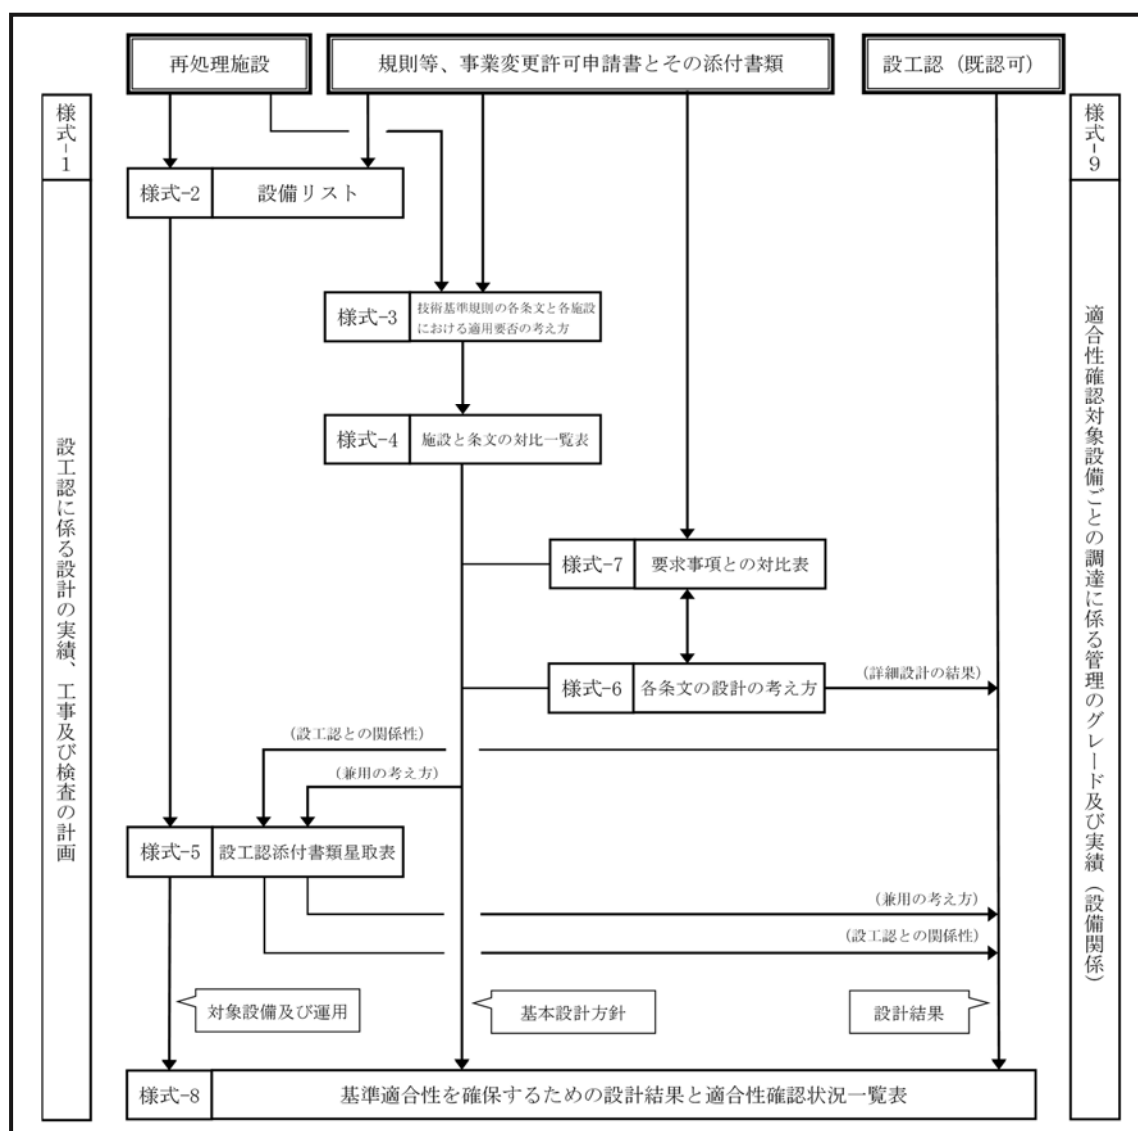 再処理施設
規則等、事業変更許可申請書とその添付書類
設工認（既認可）
様式-1
設工認に係る設計の実績、工事及び検査の計画
様式-9
適合性確認対象設備ごとの調達に係る管理のグレード及び実績（設備関係）
様式-2
設備リスト
様式-3
技術基準規則の各条文と各施設
における適用要否の考え方
様式-4
施設と条文の対比一覧表
様式-7
要求事項との対比表
様式-6
各条文の設計の考え方
(詳細設計の結果)
(設工認との関係性)
(兼用の考え方)
様式-5
設工認添付書類星取表
(兼用の考え方)
(設工認との関係性)
対象設備及び運用
基本設計方針
設計結果
様式-8
基準適合性を確保するための設計結果と適合性確認状況一覧表